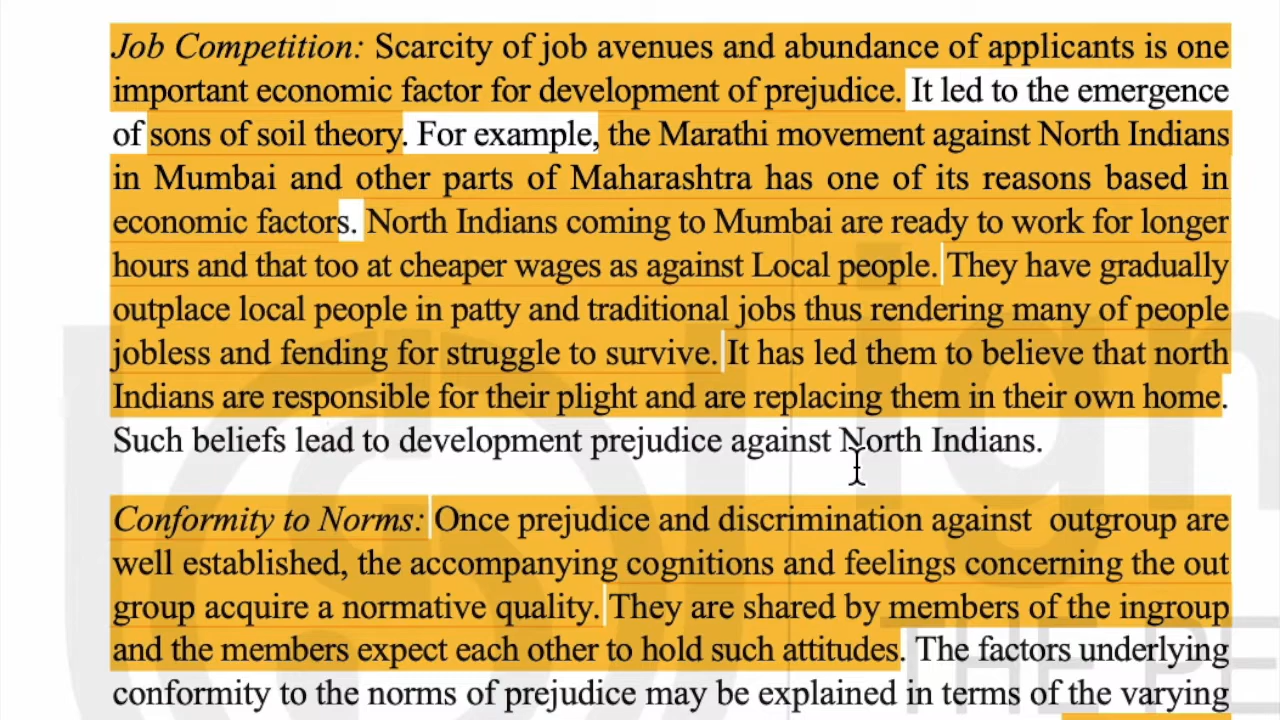 Job Competition: Scarcity of job avenues and abundance of applicants is one
important economic factor for development of prejudice. It led to the emergence
of sons of soil theory. For example, the Marathi movement against North Indians
in Mumbai and other parts of Maharashtra has one of its reasons based in
economic factors. North Indians coming to Mumbai are ready to work for longer
hours and that too at cheaper wages as against Local people. They have gradually
outplace local people in patty and traditional jobs thus rendering many of people
jobless and fending for struggle to survive. It has led them to believe that north
Indians are responsible for their plight and are replacing them in their own home.
Such beliefs lead to development prejudice against North Indians.
Conformity to Norms: Once prejudice and discrimination against outgroup are
well established, the accompanying cognitions and feelings concerning the out
group acquire a normative quality. They are shared by members of the ingroup
and the members expect each other to hold such attitudes. The factors underlying
conformity to the norms of prejudice may be explained in terms of the varying